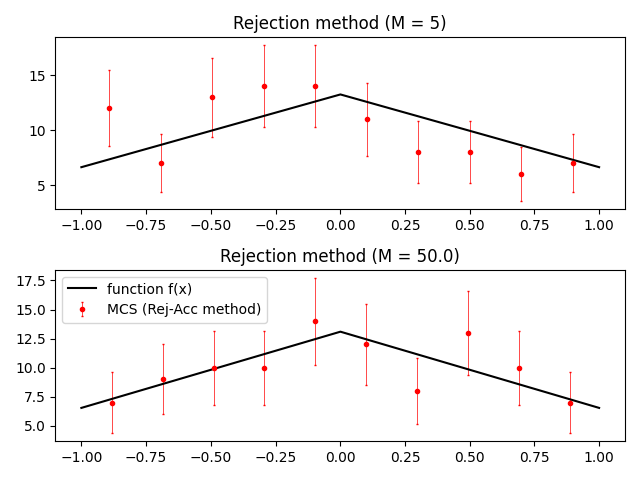 Rejection method (M = 5)
15
10
5
−1.00 −0.75 −0.50 −0.25 0.00 0.25 0.50 0.75 1.00
Rejection method (M = 50.0)
17.5
15.0
12.5
10.0
7.5
5.0
function f(x)
MCS (Rej-Acc method)
−1.00 −0.75 −0.50 −0.25 0.00 0.25 0.50 0.75 1.00